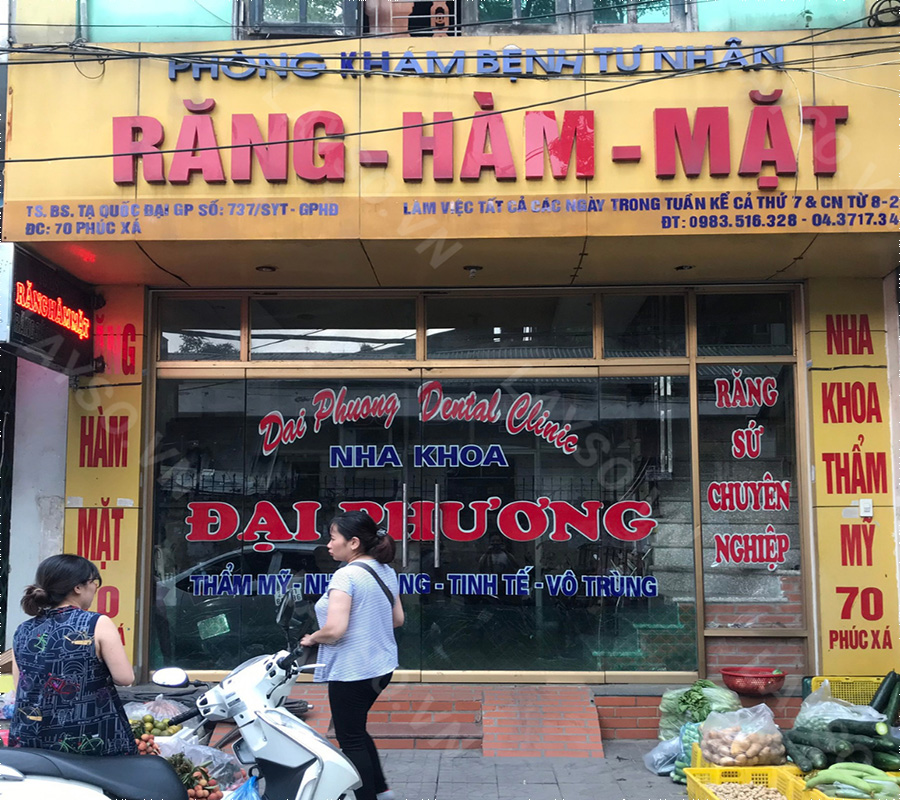 PHÒNG KHÁM BỆNH TƯ NHÂN
RĂNG - HÀM - MẶT
TS. BS. TẠ QUỐC ĐẠI GP SỐ: 737/SYT - GPHĐ
ĐC: 70 PHÚC XÁ
LÀM VIỆC TẤT CẢ CÁC NGÀY TRONG TUẦN KỂ CẢ THỨ 7 & CN TỪ 8-2
ĐT: 0983.516.328 - 04.3717.34
RĂNG HÀM MẶT
HÀM
MẶT
Dai Phuong Dental Clinic
NHA KHOA
ĐẠI PHƯƠNG
THẨM MỸ - - TINH TẾ - VÔ TRÙNG
RĂNG
SỨ
CHUYÊN
NGHIỆP
NHA
KHOA
THẨM
MỸ
70
PHÚC XÁ